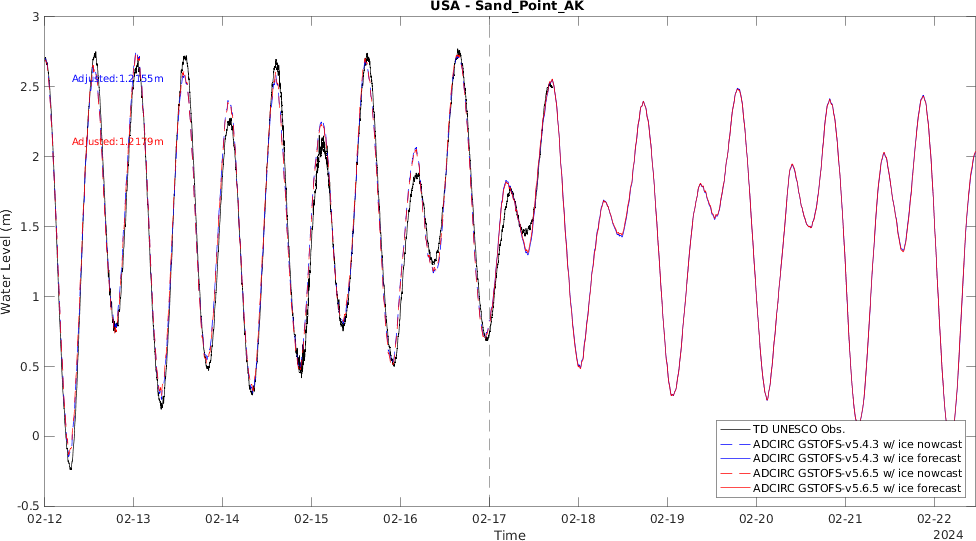 USA - Sand_Point_AK
3
2.5
2
1.5
1
0.5
0
-0.5
Water Level (m)
Adjusted:1.2155m
Adjusted:1.2179m
TD UNESCO Obs.
ADCIRC GSTOFS-v5.4.3 w/ ice nowcast
ADCIRC GSTOFS-v5.4.3 w/ ice forecast
ADCIRC GSTOFS-v5.6.5 w/ ice nowcast
ADCIRC GSTOFS-v5.6.5 w/ ice forecast
02-12 02-13 02-14 02-15 02-16 02-17 02-18 02-19 02-20 02-21 02-22
Time
2024